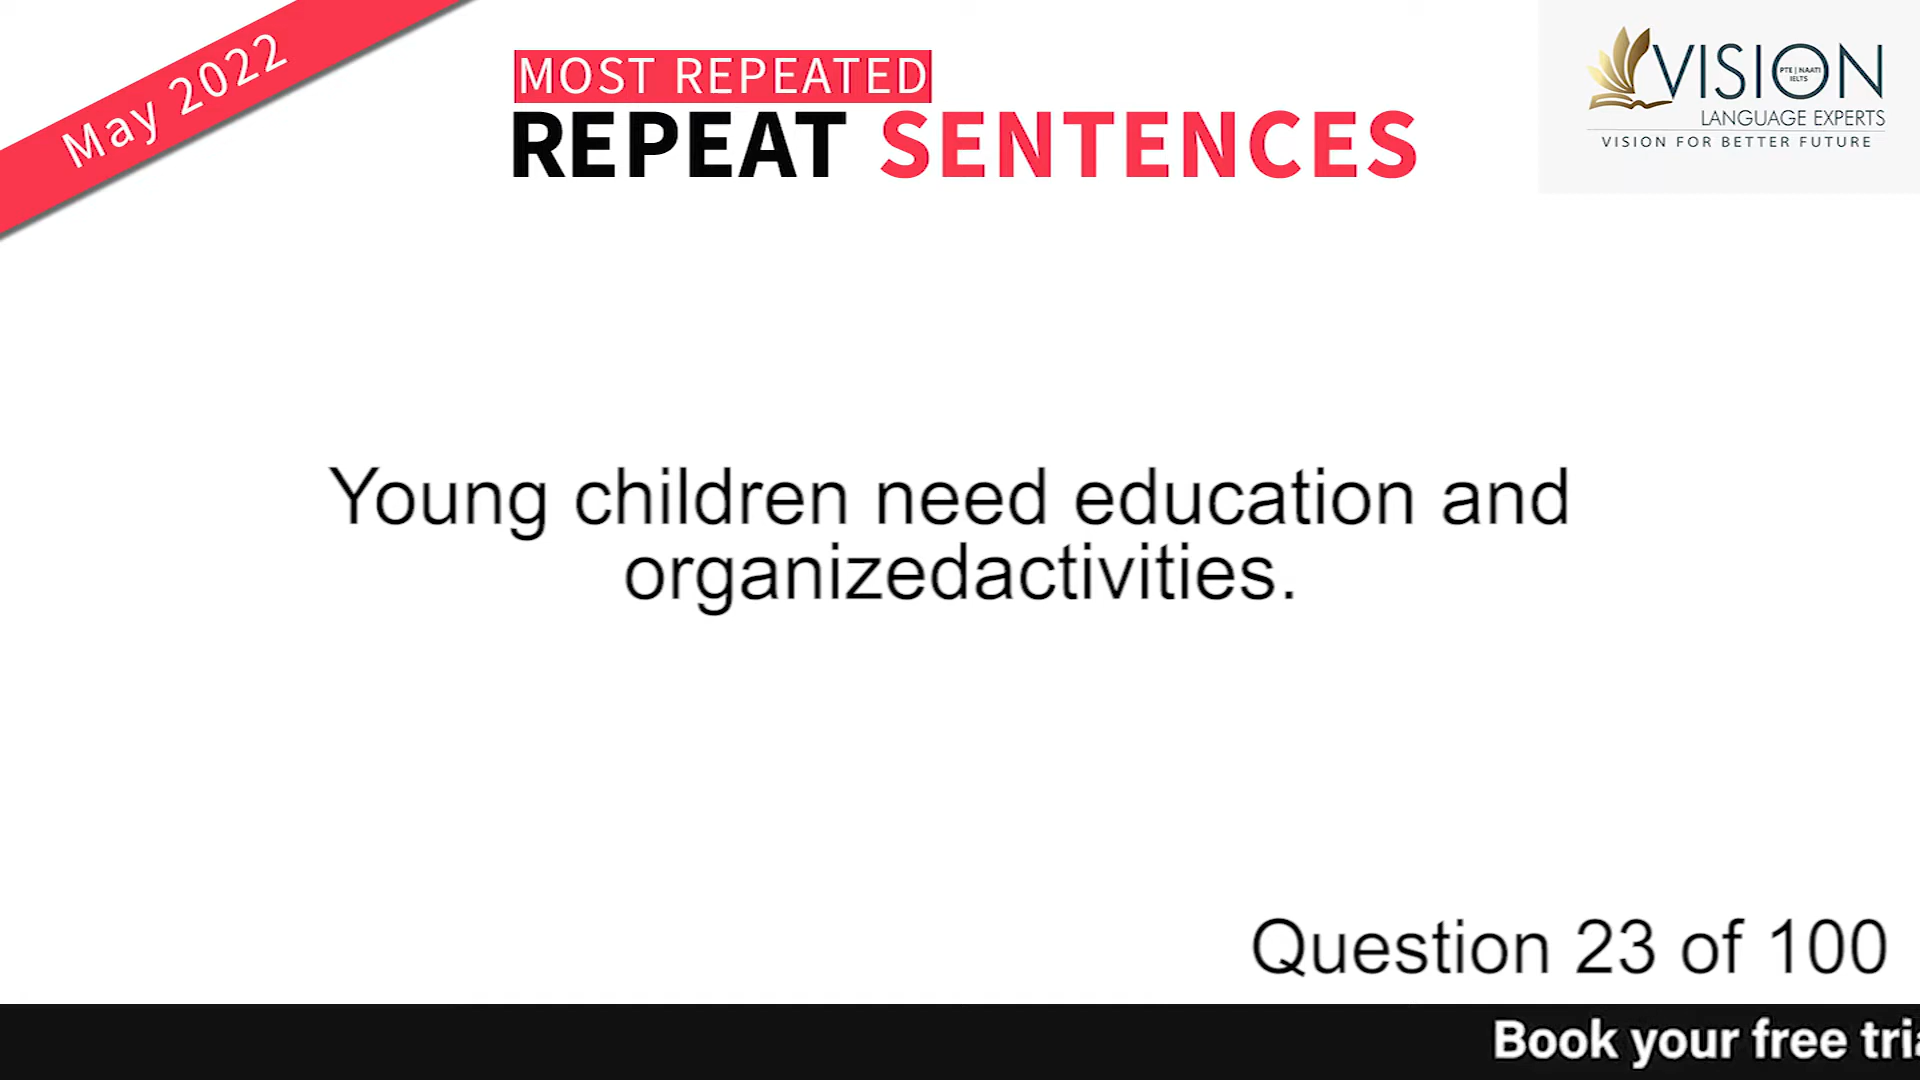 May 2022
MOST REPEATED
REPEAT SENTENCES
VISION
PTE | NAATI
IELTS
LANGUAGE EXPERTS
VISION FOR BETTER FUTURE
Young children need education and
organizedactivities.
Question 23 of 100
Book your free tria